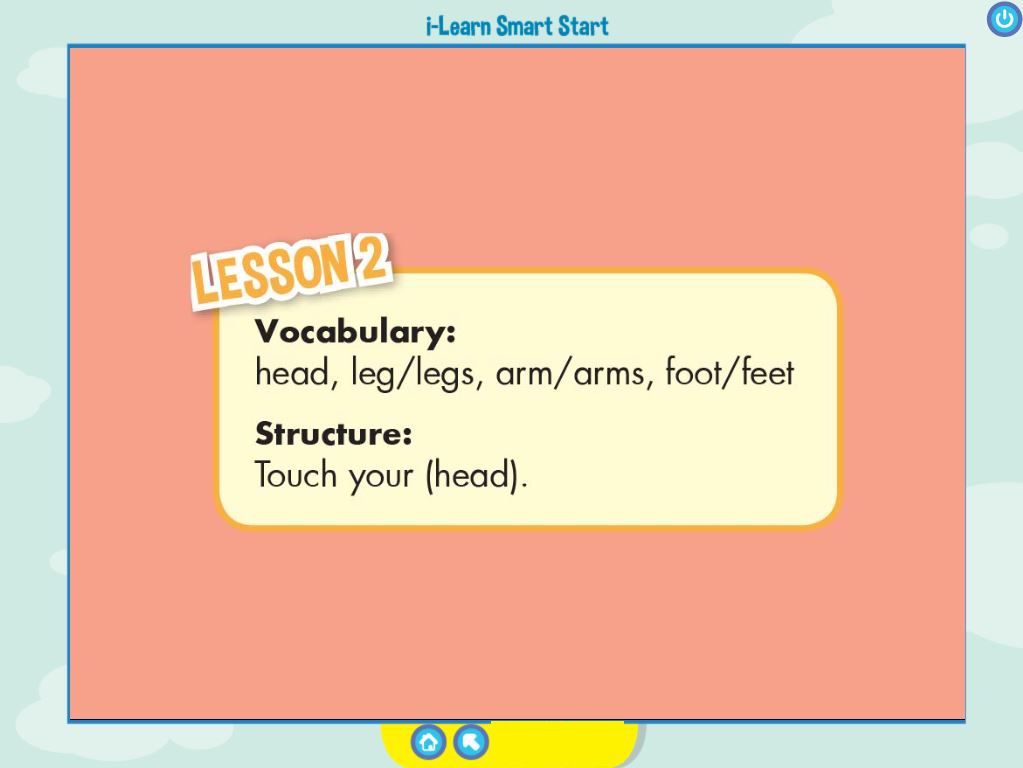 i-Learn Smart Start
LESSON 2
Vocabulary:
head, leg/legs, arm/arms, foot/feet
Structure:
Touch your (head).